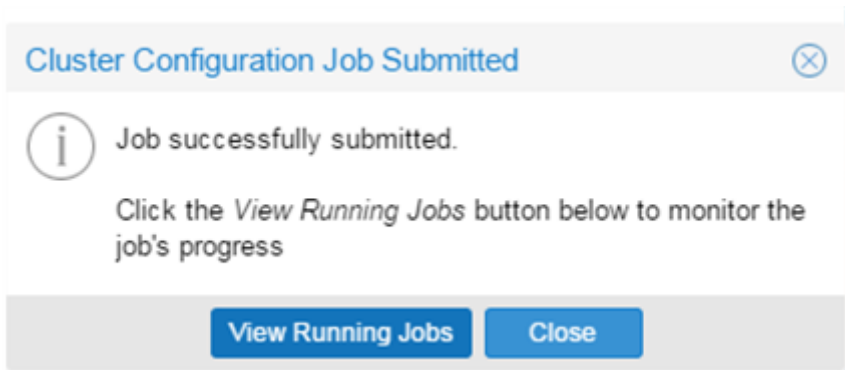 Cluster Configuration Job Submitted
i
Job successfully submitted.
Click the View Running Jobs button below to monitor the
job's progress
View Running Jobs
Close